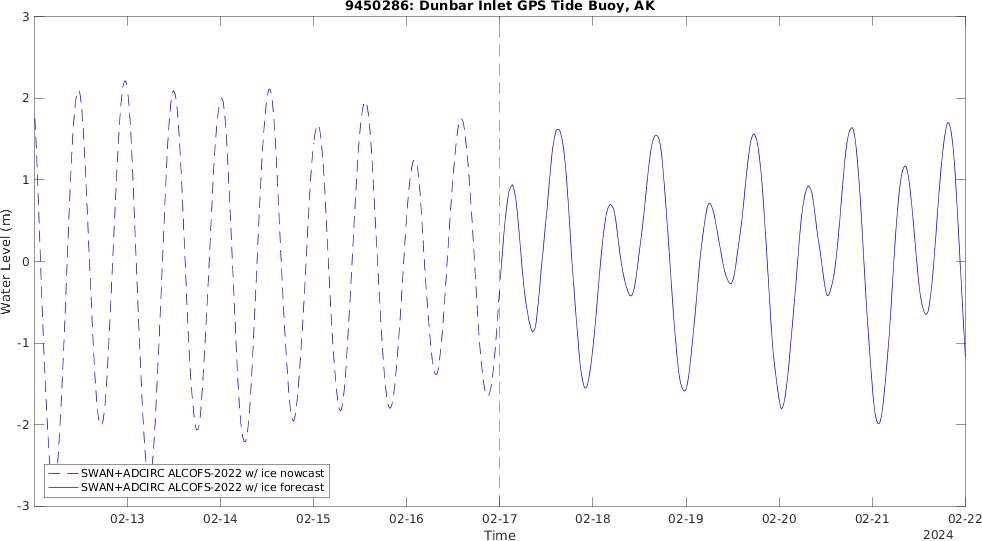 9450286: Dunbar Inlet GPS Tide Buoy, AK
Water Level (m)
3
2
1
0
-1
-2
-3
SWAN+ADCIRC ALCOFS-2022 w/ ice nowcast
SWAN+ADCIRC ALCOFS-2022 w/ ice forecast
02-13 02-14 02-15 02-16 02-17 02-18 02-19 02-20 02-21 02-22
Time
2024